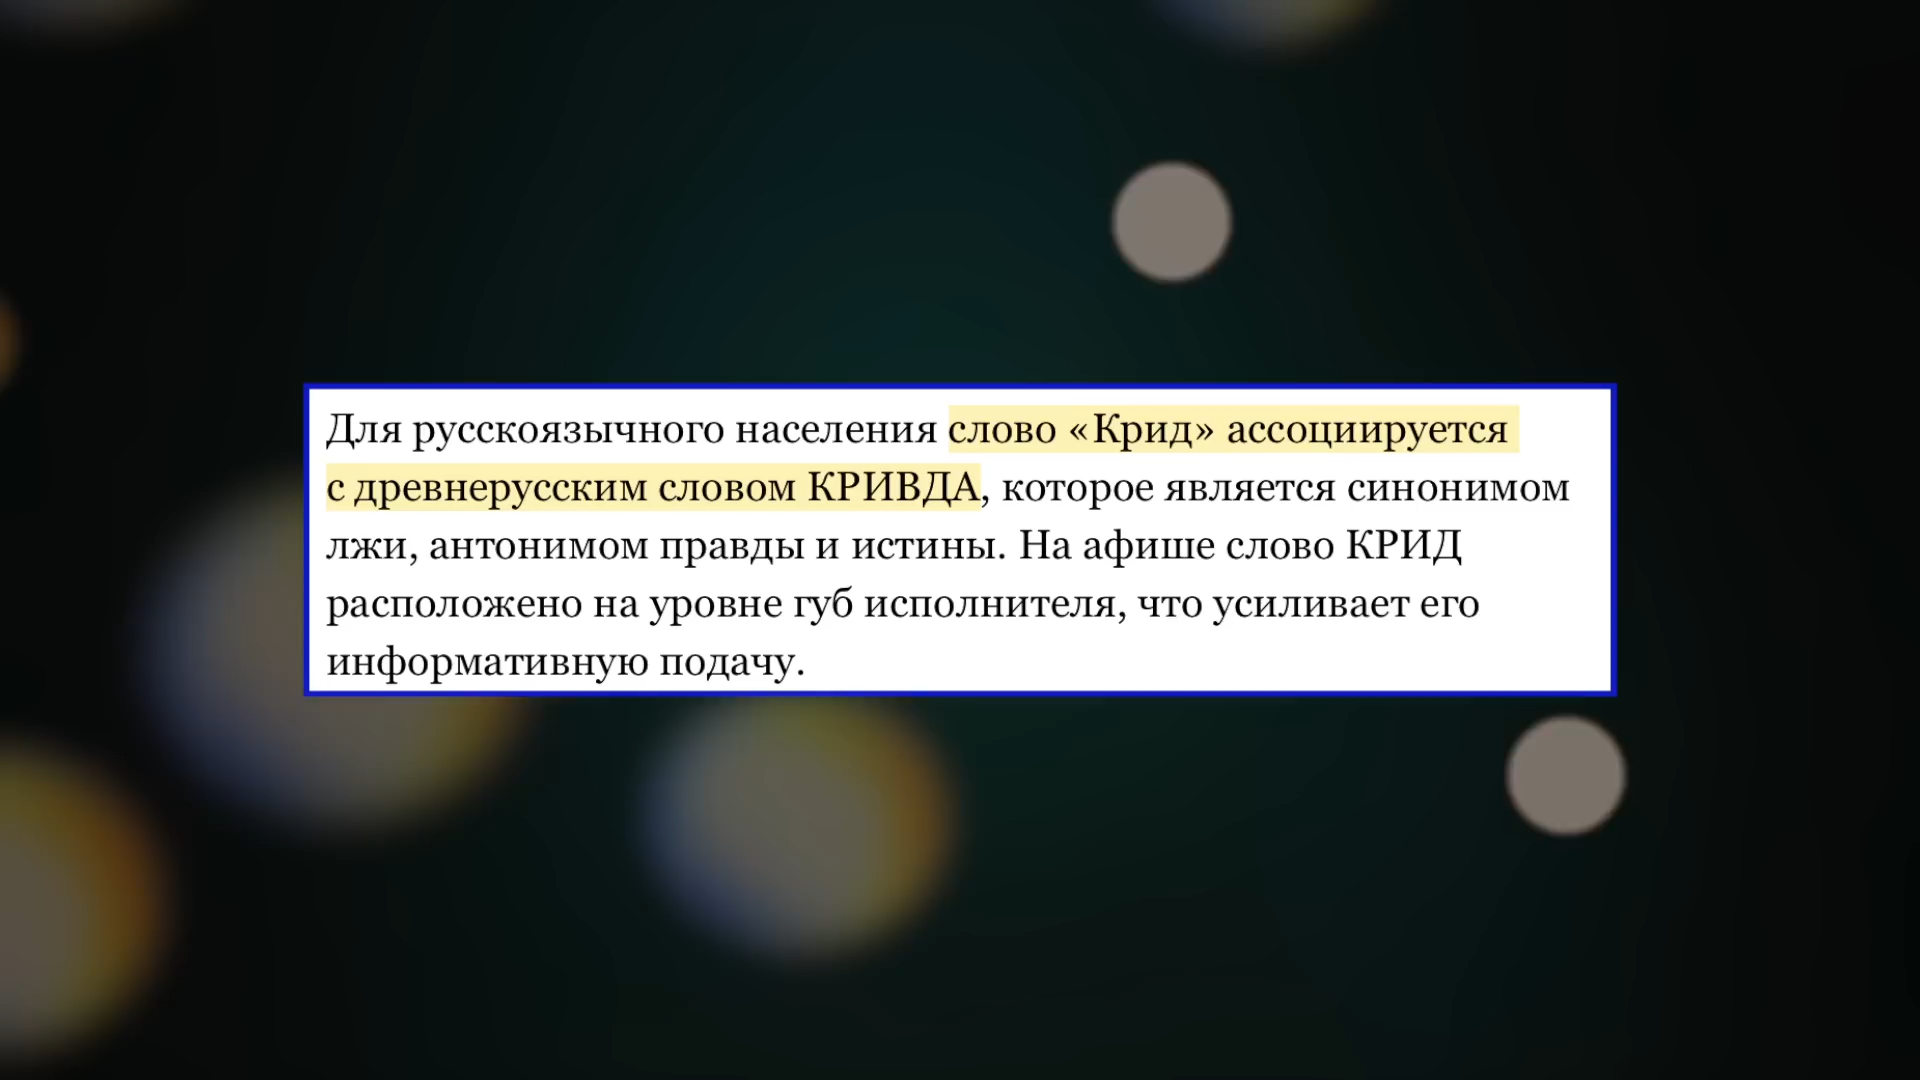 Для русскоязычного населения слово «Крид» ассоциируется
с древнерусским словом КРИВДА, которое является синонимом
лжи, антонимом правды и истины. На афише слово КРИД
расположено на уровне губ исполнителя, что усиливает его
информативную подачу.